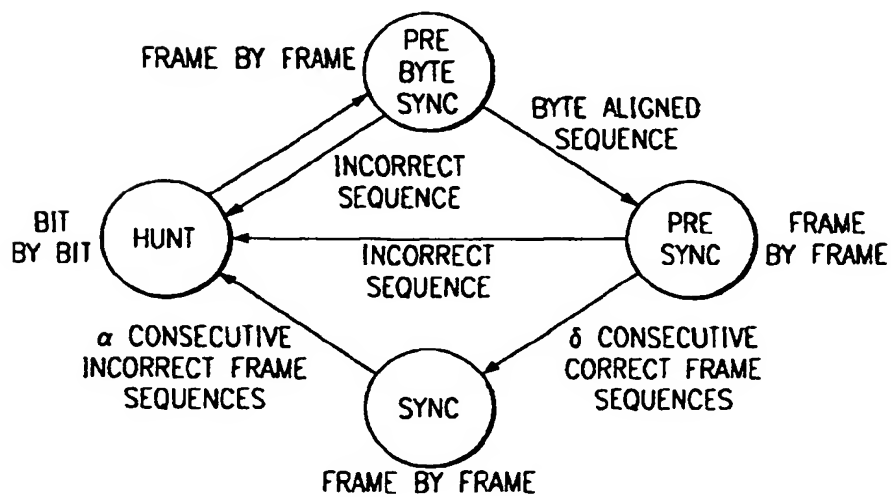 FRAME BY FRAME
PRE
BYTE
SYNC
BYTE ALIGNED
SEQUENCE
INCORRECT
SEQUENCE
BIT
BY BIT
HUNT
PRE
SYNC
FRAME
BY FRAME
INCORRECT
SEQUENCE
α CONSECUTIVE
INCORRECT FRAME
SEQUENCES
δ CONSECUTIVE
CORRECT FRAME
SEQUENCES
SYNC
FRAME BY FRAME